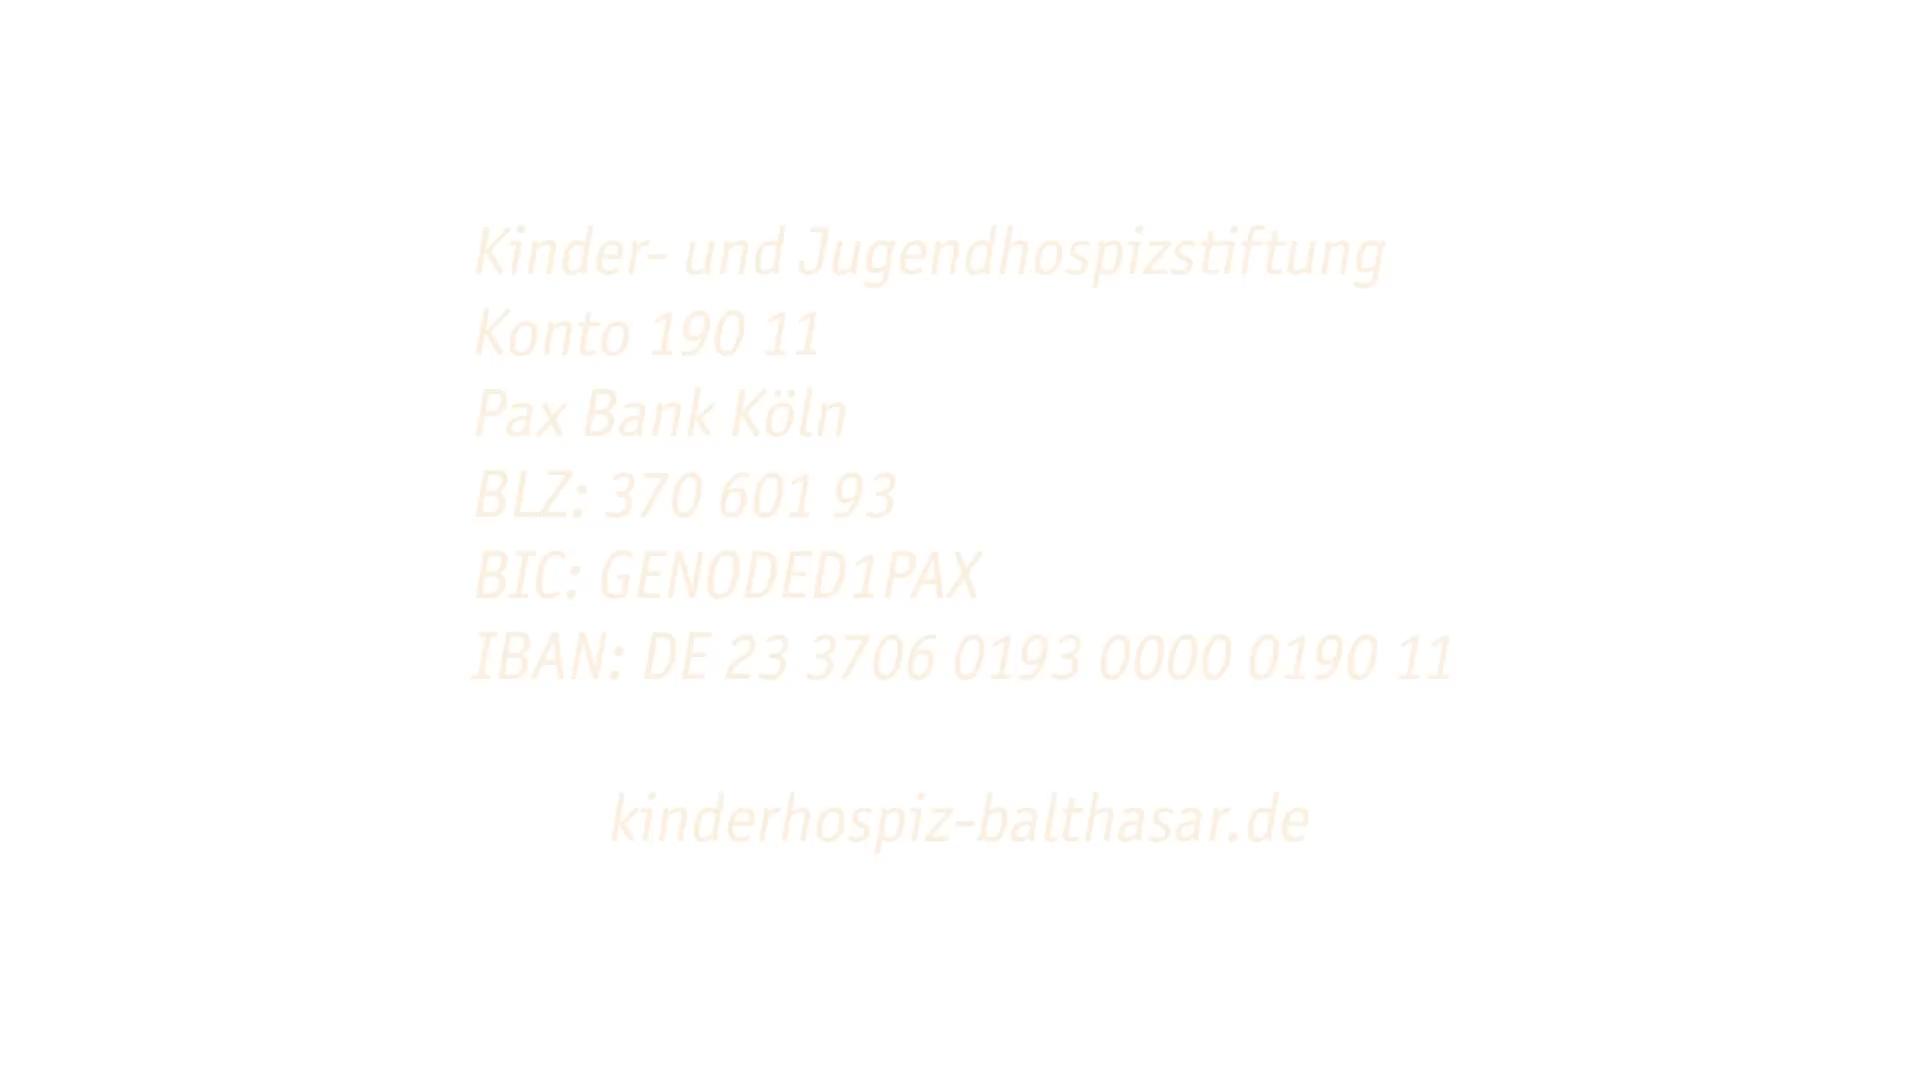 Kinder- und Jugendhospizstiftung
Konto 190 11
Pax Bank Köln
BLZ: 370 601 93
BIC: GENODED1PAX
IBAN: DE 23 3706 0193 0000 0190 11
kinderhospiz-balthasar.de